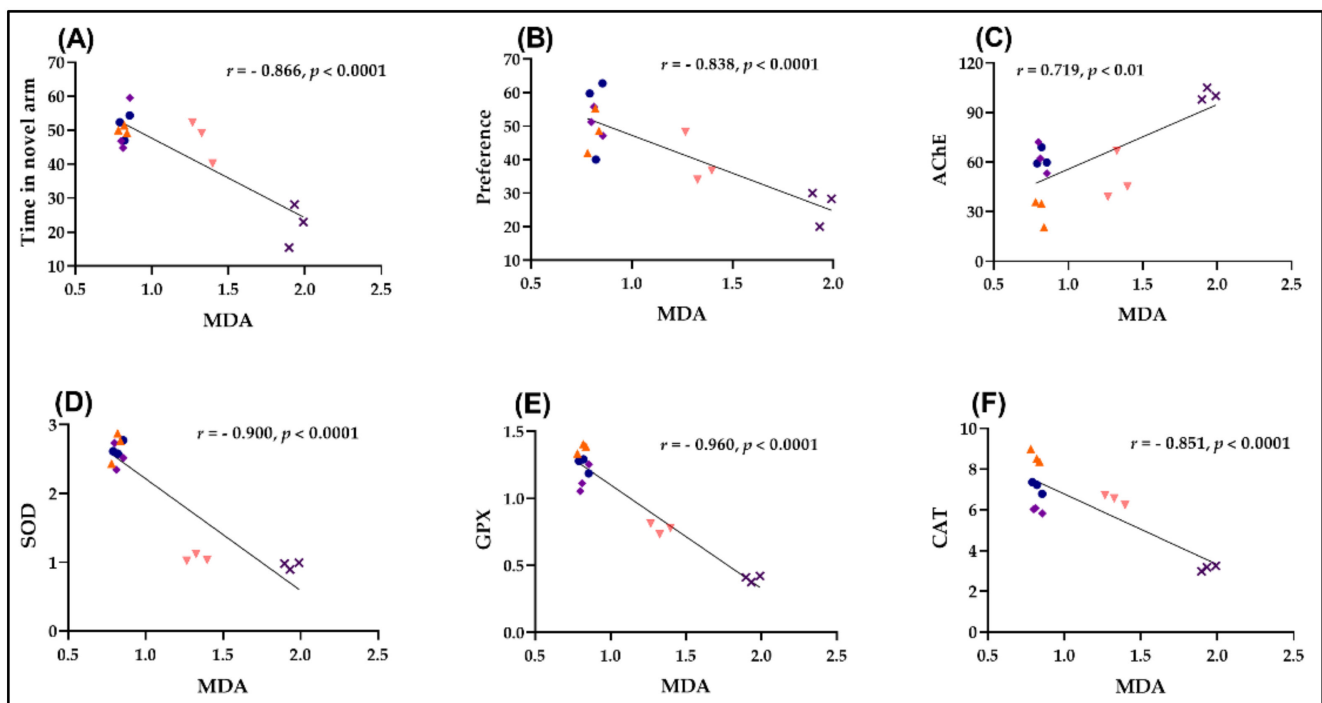 (A)
r = - 0.866, p < 0.0001
Time in novel arm
70
60
50
40
30
20
10
0.5 1.0 1.5 2.0 2.5
MDA
(B)
r = - 0.838, p < 0.0001
Preference
70
60
50
40
30
20
10
0.5 1.0 1.5 2.0
MDA
(C)
r = 0.719, p < 0.01
AChE
120
90
60
30
0
0.5 1.0 1.5 2.0 2.5
MDA
(D)
r = - 0.900, p < 0.0001
SOD
3
2
1
0
0.5 1.0 1.5 2.0 2.5
MDA
(E)
r = - 0.960, p < 0.0001
GPX
1.5
1.0
0.5
0.0
0.5 1.0 1.5 2.0 2.5
MDA
(F)
r = - 0.851, p < 0.0001
CAT
10
8
6
4
2
0
0.5 1.0 1.5 2.0 2.5
MDA